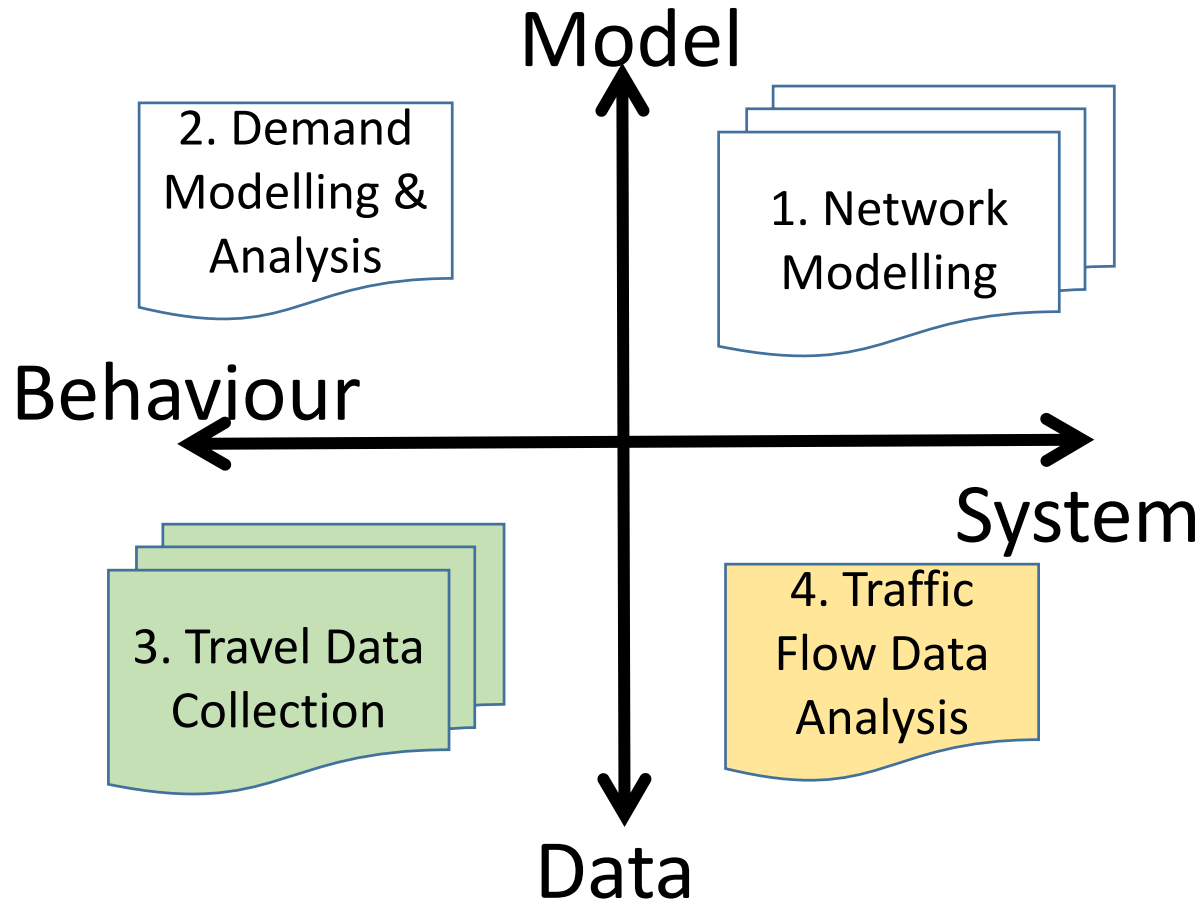 Model
2. Demand
Modelling &
Analysis
1. Network
Modelling
Behaviour
System
3. Travel Data
Collection
4. Traffic
Flow Data
Analysis
Data